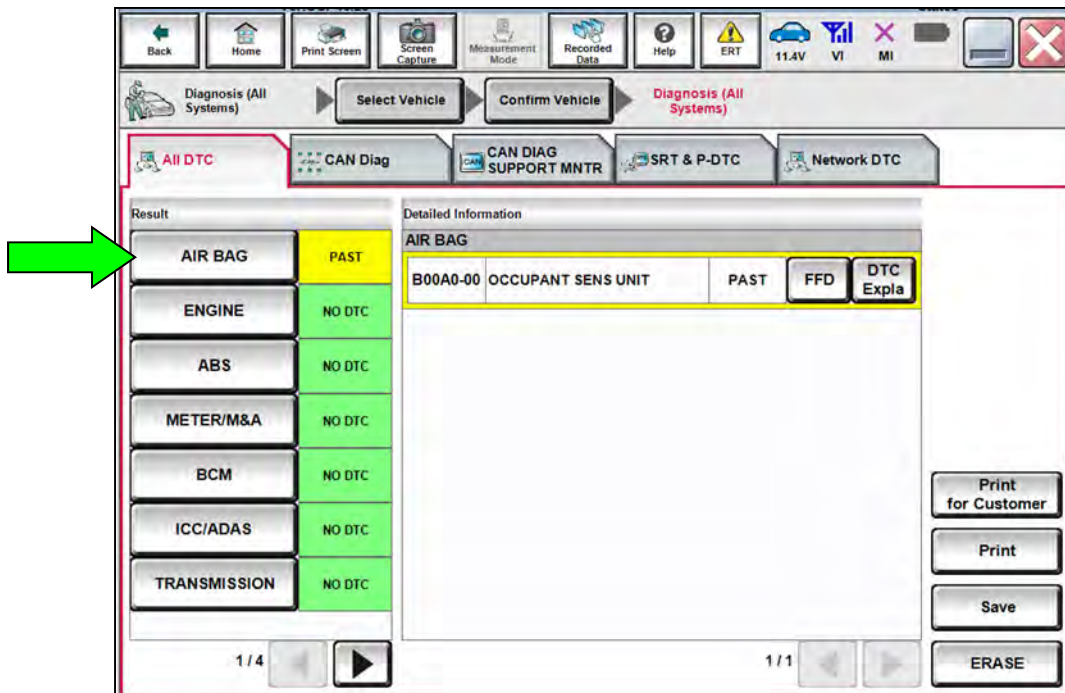 Back
Home
Print Screen
Screen
Capture
Measurement
Mode
Recorded
Data
Help
ERT
11.4V
VI
MI
Diagnosis (All
Systems)
Select Vehicle
Confirm Vehicle
Diagnosis (All
Systems)
All DTC
CAN Diag
CAN
CAN DIAG
SUPPORT MNTR
SRT & P-DTC
Network DTC
Result
Detailed Information
AIR BAG
PAST
AIR BAG
B00A0-00
OCCUPANT SENS UNIT
PAST
FFD
DTC
Expla
ENGINE
NO DTC
ABS
NO DTC
METER/M&A
NO DTC
BCM
NO DTC
ICC/ADAS
NO DTC
TRANSMISSION
NO DTC
Print
for Customer
Print
Save
ERASE
1/4
1/1